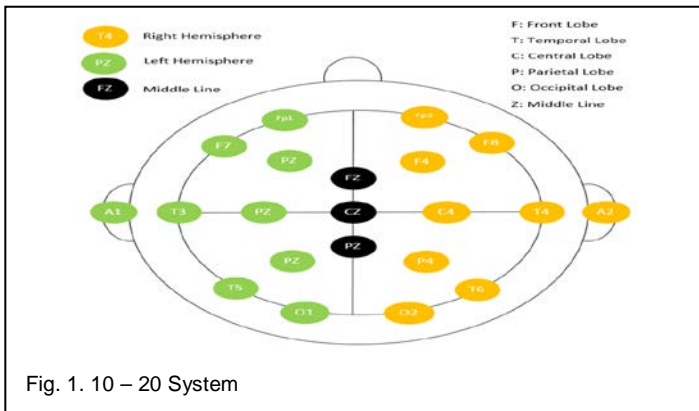 T4 Right Hemisphere
PZ Left Hemisphere
FZ Middle Line
F: Front Lobe
T: Temporal Lobe
C: Central Lobe
P: Parietal Lobe
O: Occipital Lobe
Z: Middle Line
Fp1 Fp2
F7 F8
PZ F4
FZ
A1 T3 PZ CZ C4 T4 A2
PZ
PZ P4
T5 T6
O1 O2
Fig. 1. 10 – 20 System